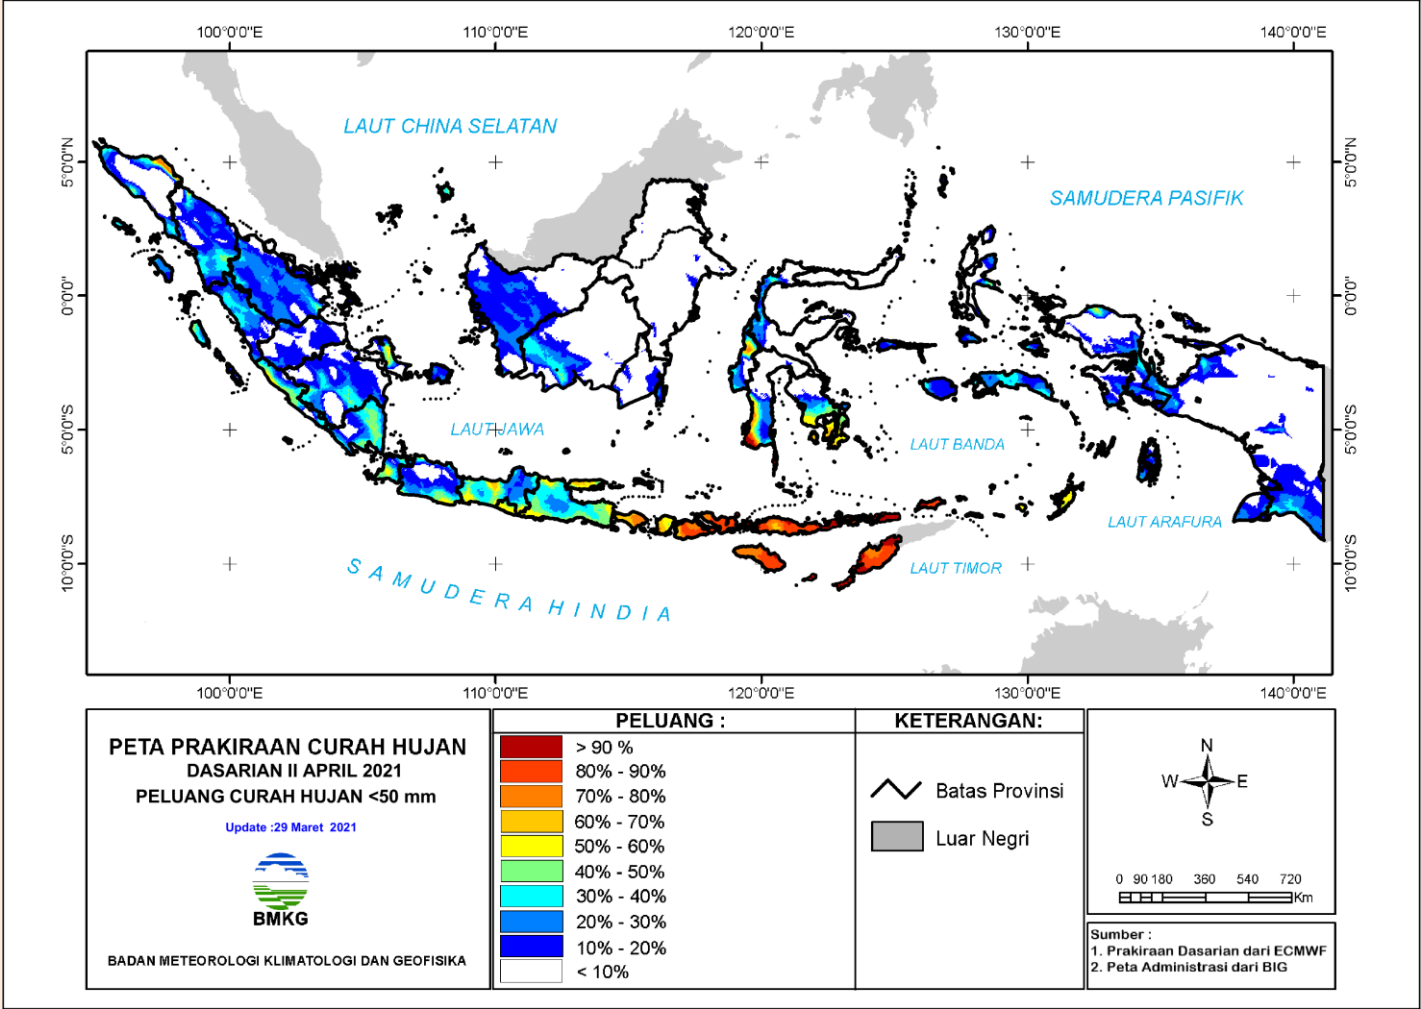 100°0'0"E 110°0'0"E 120°0'0"E 130°0'0"E 140°0'0"E
5°0'0"N 5°0'0"N
0°0'0" 0°0'0"
5°0'0"S 5°0'0"S
10°0'0"S 10°0'0"S
LAUT CHINA SELATAN
SAMUDERA PASIFIK
LAUT JAWA
LAUT BANDA
LAUT ARAFURA
LAUT TIMOR
SAMUDERA HINDIA
100°0'0"E 110°0'0"E 120°0'0"E 130°0'0"E 140°0'0"E
PETA PRAKIRAAN CURAH HUJAN
DASARIAN II APRIL 2021
PELUANG CURAH HUJAN <50 mm
Update :29 Maret 2021
BMKG
BADAN METEOROLOGI KLIMATOLOGI DAN GEOFISIKA
PELUANG :
> 90 %
80% - 90%
70% - 80%
60% - 70%
50% - 60%
40% - 50%
30% - 40%
20% - 30%
10% - 20%
< 10%
KETERANGAN:
Batas Provinsi
Luar Negri
N
W E
S
0 90 180 360 540 720
Km
Sumber :
1. Prakiraan Dasarian dari ECMWF
2. Peta Administrasi dari BIG